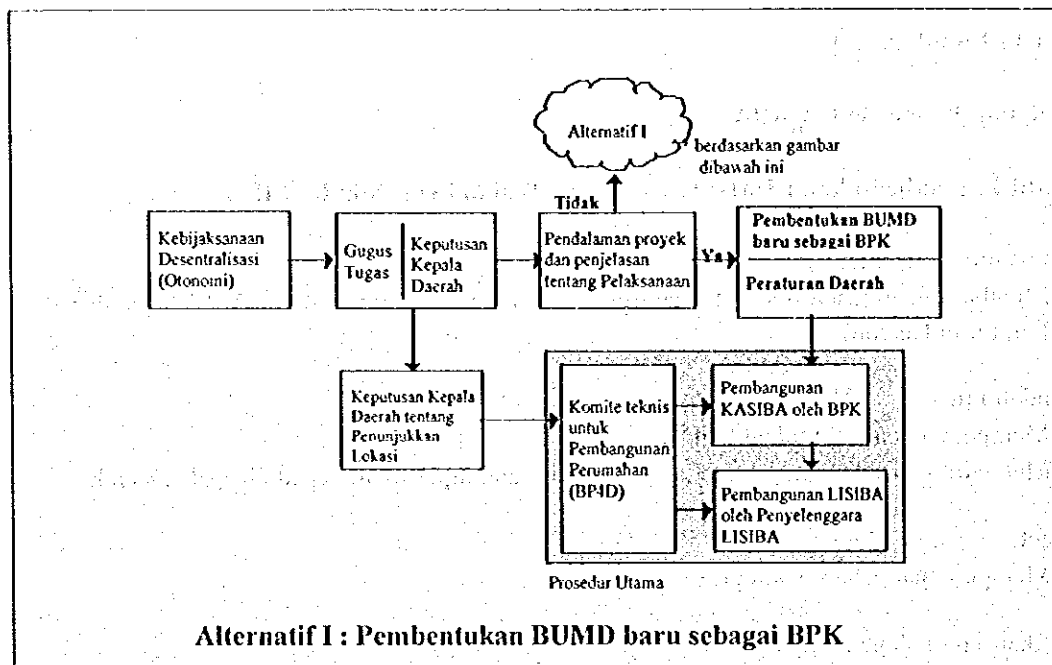 Alternatif I
berdasarkan gambar
dibawah ini
Tidak
Kebijaksanaan
Desentralisasi
(Otonomi)
Gugus
Tugas
Keputusan
Kepala
Daerah
Pendalaman proyek
dan penjelasan
tentang Pelaksanaan
Ya
Pembentukan BUMD
baru sebagai BPK
Peraturan Daerah
Keputusan Kepala
Daerah tentang
Penunjukkan
Lokasi
Komite teknis
untuk
Pembangunan
Perumahan
(BP4D)
Pembangunan
KASIBA oleh BPK
Pembangunan LISIBA
oleh Penyelenggara
LISIBA
Prosedur Utama
Alternatif I : Pembentukan BUMD baru sebagai BPK